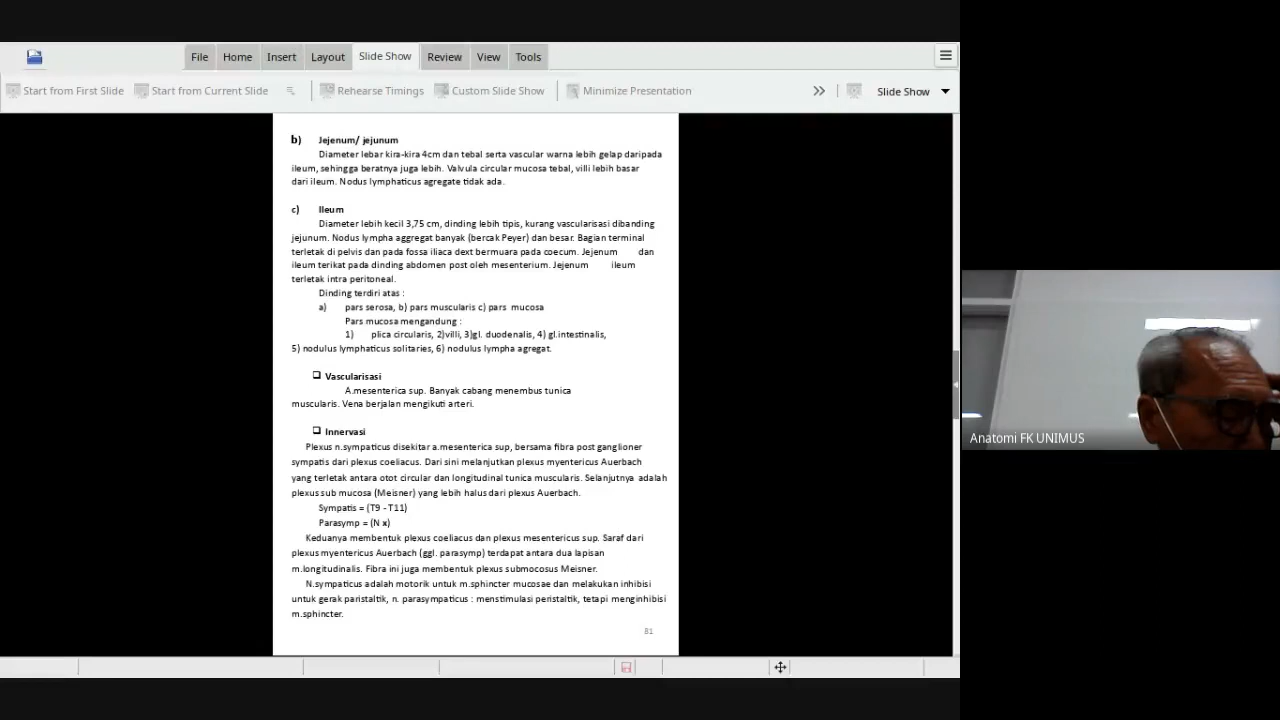 File Home Insert Layout Slide Show Review View Tools
Start from First Slide Start from Current Slide Rehearse Timings Custom Slide Show Minimize Presentation Slide Show
b) Jejenum/ jejunum
Diameter lebar kira-kira 4cm dan tebal serta vascular warna lebih gelap daripada
ileum, sehingga beratnya juga lebih. Valvula circular mucosa tebal, villi lebih basar
dari ileum. Nodus lymphaticus agregate tidak ada.
c) Ileum
Diameter lebih kecil 3,75 cm, dinding lebih tipis, kurang vascularisasi dibanding
jejunum. Nodus lympha aggregat banyak (bercak Peyer) dan besar. Bagian terminal
terletak di pelvis dan pada fossa iliaca dext bermuara pada coecum. Jejenum dan
ileum terikat pada dinding abdomen post oleh mesenterium. Jejenum ileum
terletak intra peritoneal.
Dinding terdiri atas :
a) pars serosa, b) pars muscularis c) pars mucosa
Pars mucosa mengandung :
1) plica circularis, 2)villi, 3)gl. duodenalis, 4) gl.intestinalis,
5) nodulus lymphaticus solitaries, 6) nodulus lympha agregat.
Vascularisasi
A.mesenterica sup. Banyak cabang menembus tunica
muscularis. Vena berjalan mengikuti arteri.
Innervasi
Plexus n.sympaticus disekitar a.mesenterica sup, bersama fibra post ganglioner
sympatis dari plexus coeliacus. Dari sini melanjutkan plexus myentericus Auerbach
yang terletak antara otot circular dan longitudinal tunica muscularis. Selanjutnya adalah
plexus sub mucosa (Meisner) yang lebih halus dari plexus Auerbach.
Sympatis = (T9 - T11)
Parasymp = (N x)
Keduanya membentuk plexus coeliacus dan plexus mesentericus sup. Saraf dari
plexus myentericus Auerbach (ggl. parasymp) terdapat antara dua lapisan
m.longitudinalis. Fibra ini juga membentuk plexus submocosus Meisner.
N.sympaticus adalah motorik untuk m.sphincter mucosae dan melakukan inhibisi
untuk gerak paristaltik, n. parasympaticus : menstimulasi peristaltik, tetapi menginhibisi
m.sphincter.
81
Anatomi FK UNIMUS